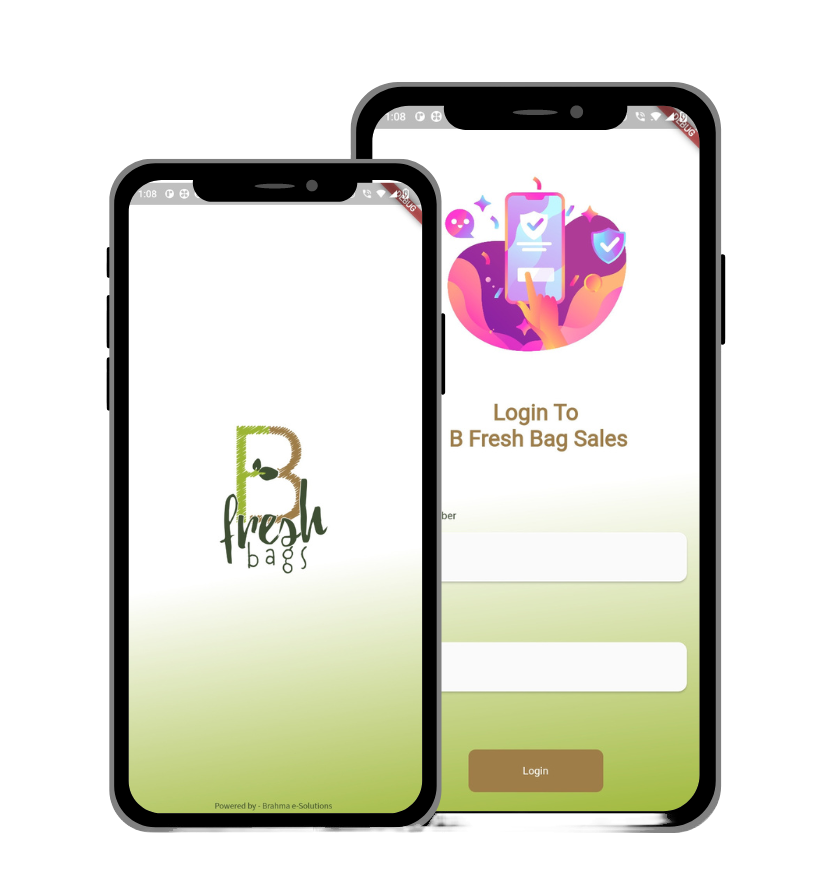 1:08
DEBUG
B
fresh
bags
Powered by - Brahma e-Solutions
1:08
DEBUG
Login To
B Fresh Bag Sales
ber
Login